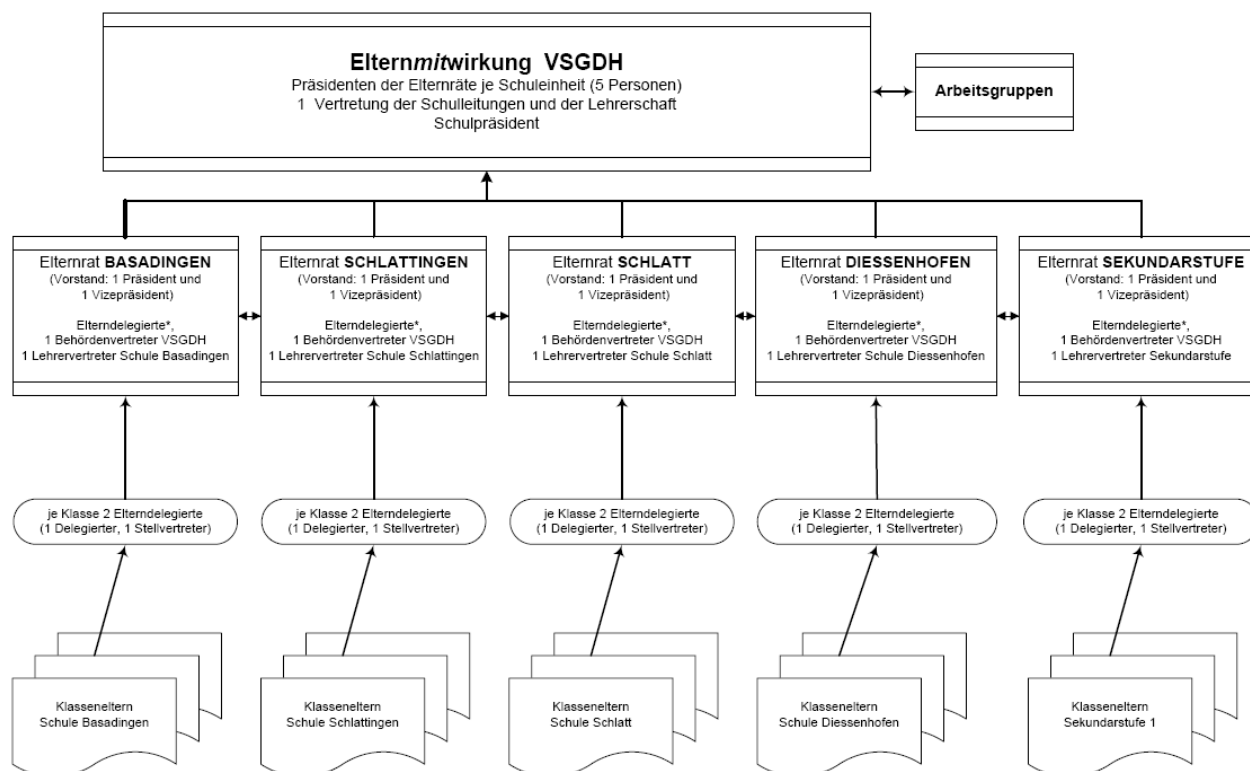 Elternmitwirkung VSGDH
Präsidenten der Elternräte je Schuleinheit (5 Personen)
1 Vertretung der Schulleitungen und der Lehrerschaft
Schulpräsident
Arbeitsgruppen
Elternrat BASADINGEN
(Vorstand: 1 Präsident und
1 Vizepräsident)
Elterndelegierte*,
1 Behördenvertreter VSGDH
1 Lehrervertreter Schule Basadingen
Elternrat SCHLATTINGEN
(Vorstand: 1 Präsident und
1 Vizepräsident)
Elterndelegierte*,
1 Behördenvertreter VSGDH
1 Lehrervertreter Schule Schlattingen
Elternrat SCHLATT
(Vorstand: 1 Präsident und
1 Vizepräsident)
Elterndelegierte*,
1 Behördenvertreter VSGDH
1 Lehrervertreter Schule Schlatt
Elternrat DIESSENHOFEN
(Vorstand: 1 Präsident und
1 Vizepräsident)
Elterndelegierte*,
1 Behördenvertreter VSGDH
1 Lehrervertreter Schule Diessenhofen
Elternrat SEKUNDARSTUFE
(Vorstand: 1 Präsident und
1 Vizepräsident)
Elterndelegierte*,
1 Behördenvertreter VSGDH
1 Lehrervertreter Sekundarstufe
je Klasse 2 Elterndelegierte
(1 Delegierter, 1 Stellvertreter)
je Klasse 2 Elterndelegierte
(1 Delegierter, 1 Stellvertreter)
je Klasse 2 Elterndelegierte
(1 Delegierter, 1 Stellvertreter)
je Klasse 2 Elterndelegierte
(1 Delegierter, 1 Stellvertreter)
je Klasse 2 Elterndelegierte
(1 Delegierter, 1 Stellvertreter)
Klasseneltern
Schule Basadingen
Klasseneltern
Schule Schlattingen
Klasseneltern
Schule Schlatt
Klasseneltern
Schule Diessenhofen
Klasseneltern
Sekundarstufe 1